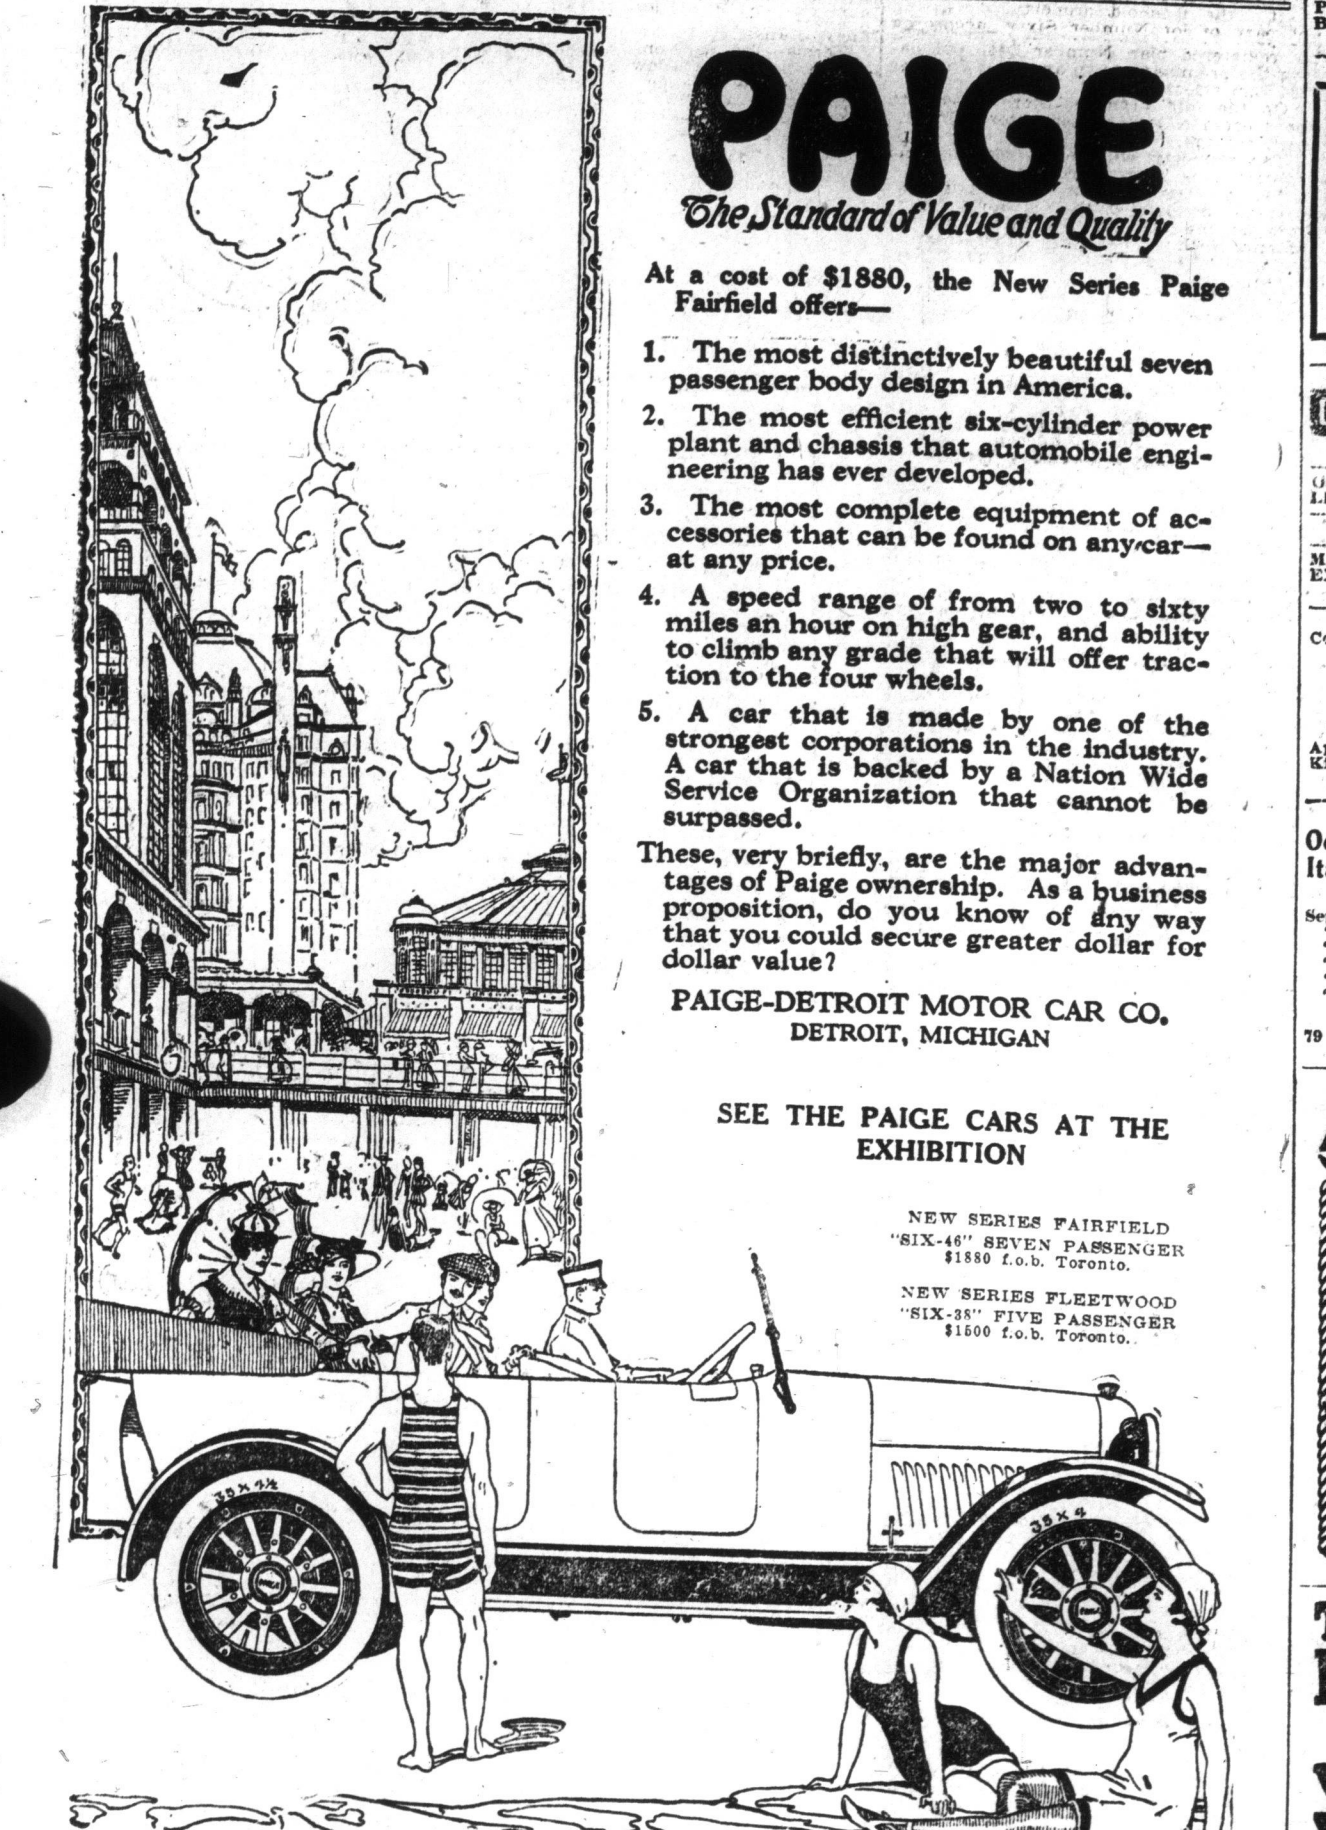 PAIGE
The Standard of Value and Quality
At a cost of $1880, the New Series Paige
Fairfield offers—
1. The most distinctively beautiful seven
passenger body design in America.
2. The most efficient six-cylinder power
plant and chassis that automobile engi-
neering has ever developed.
3. The most complete equipment of ac-
cessories that can be found on any car—
at any price.
4. A speed range of from two to sixty
miles an hour on high gear, and ability
to climb any grade that will offer trac-
tion to the four wheels.
5. A car that is made by one of the
strongest corporations in the industry.
A car that is backed by a Nation Wide
Service Organization that cannot be
surpassed.
These, very briefly, are the major advan-
tages of Paige ownership. As a business
proposition, do you know of any way
that you could secure greater dollar for
dollar value?
PAIGE-DETROIT MOTOR CAR CO.
DETROIT, MICHIGAN
SEE THE PAIGE CARS AT THE
EXHIBITION
NEW SERIES FAIRFIELD
"SIX-46" SEVEN PASSENGER
$1880 f.o.b. Toronto.
NEW SERIES FLEETWOOD
"SIX-38" FIVE PASSENGER
$1500 f.o.b. Toronto.
35 x 4½
35 x 4
79